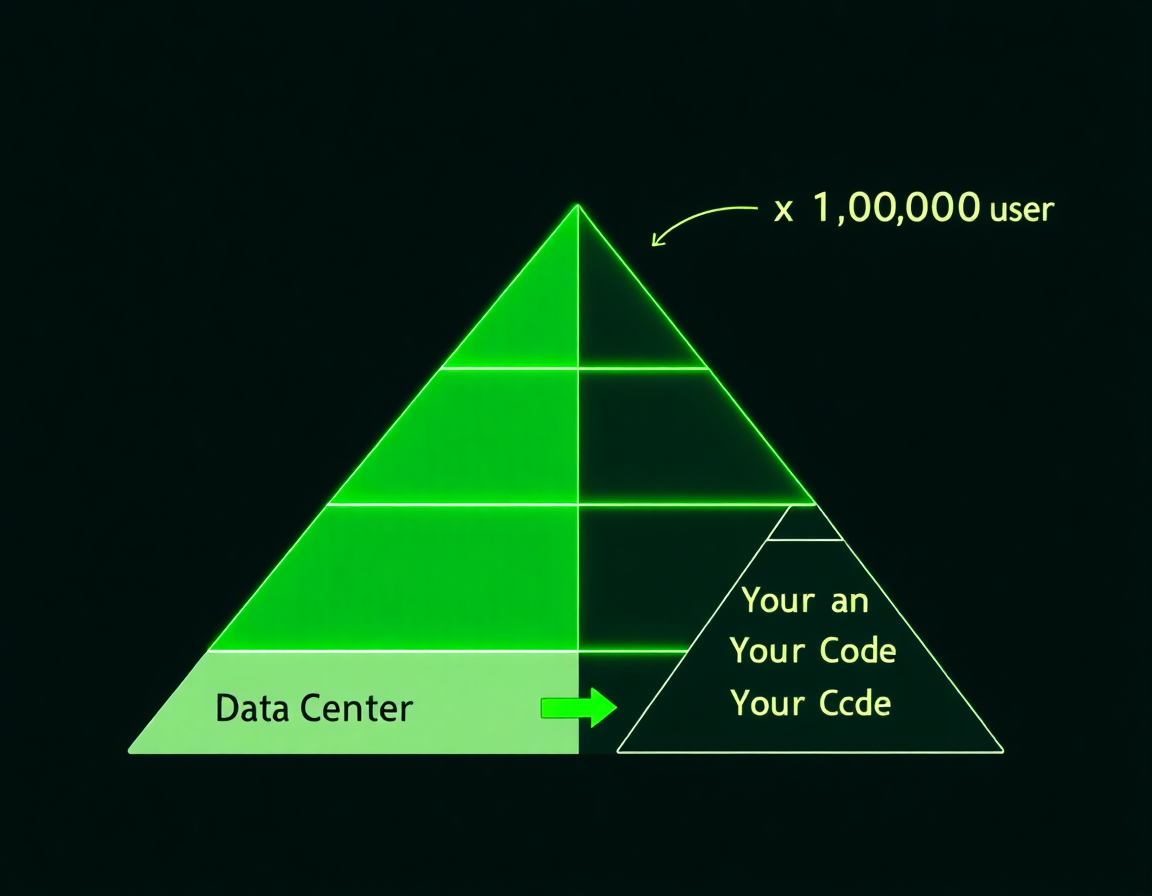 x 1,00,000 user
Your an
Your Code
Your Ccde
Data Center